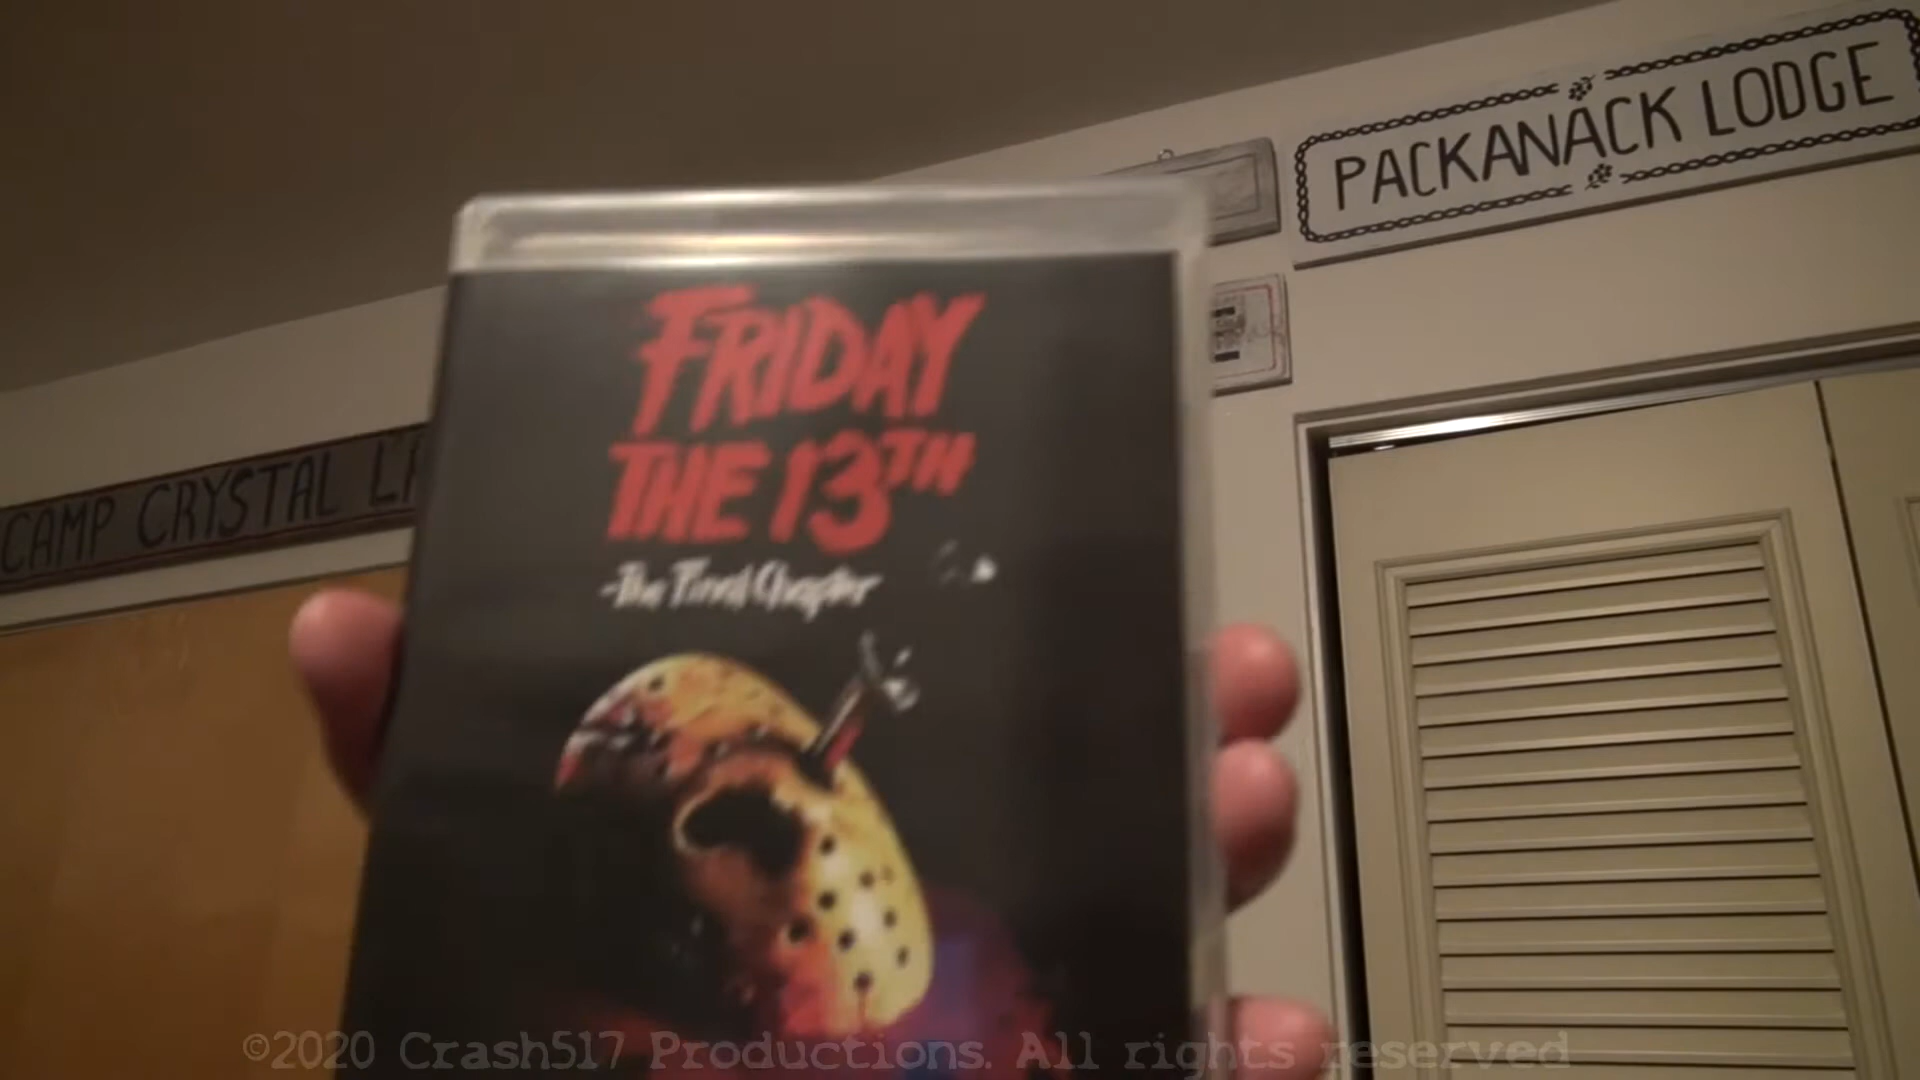 PACKANACK LODGE
FRIDAY
THE 13TH
-The Final Chapter
CAMP CRYSTAL
©2020 Crash517 Productions. All rights reserved